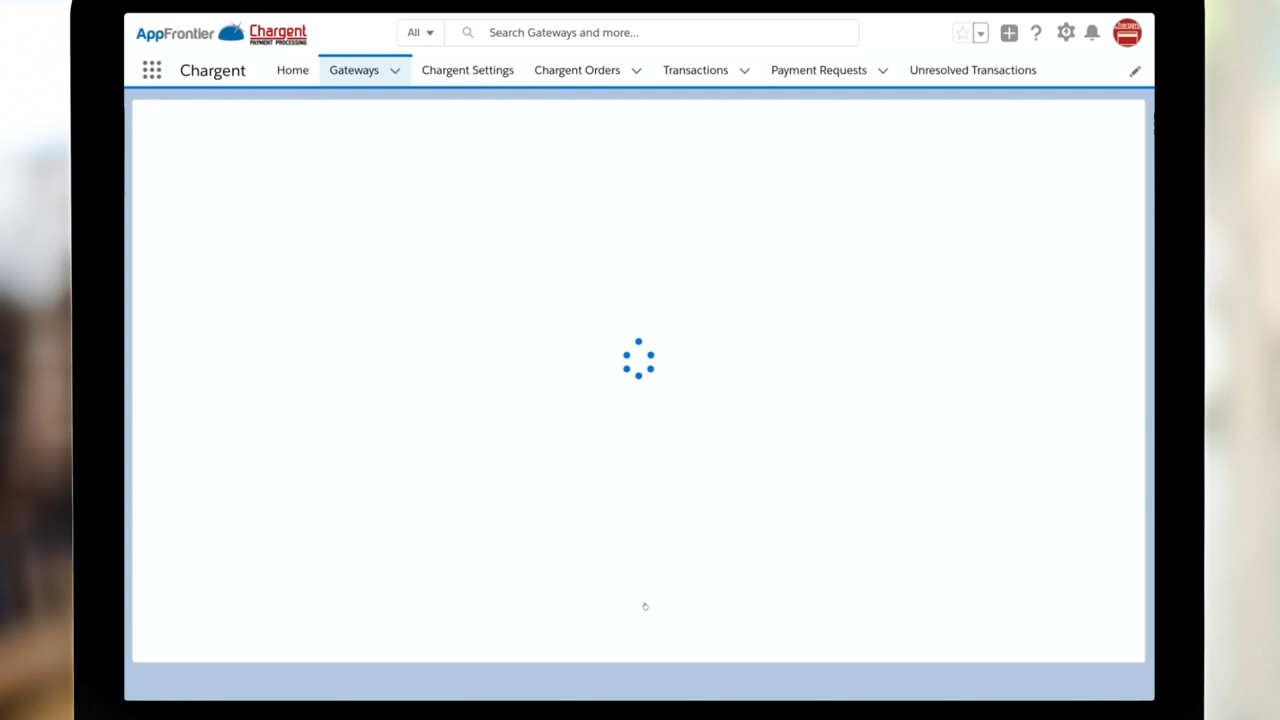 AppFrontier Chargent
PAYMENT PROCESSING
All
Search Gateways and more...
Chargent
Home
Gateways
Chargent Settings
Chargent Orders
Transactions
Payment Requests
Unresolved Transactions